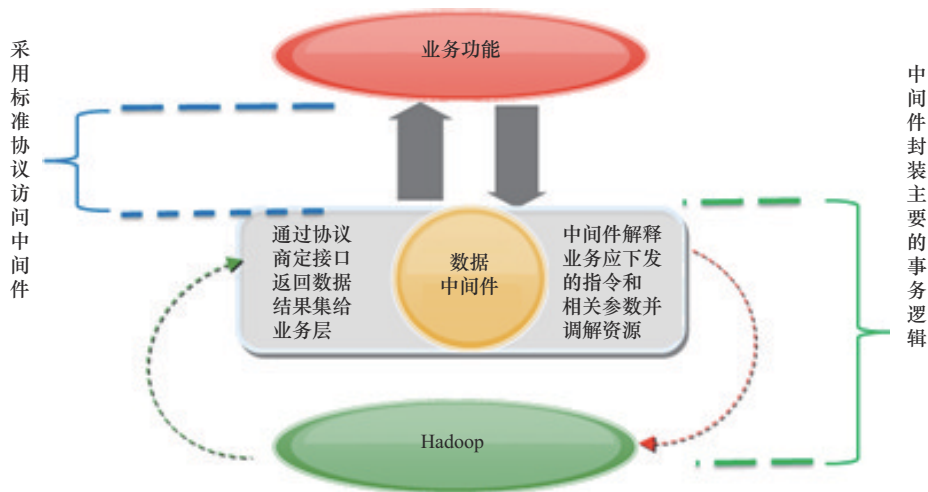 业务功能
采用标准协议访问中间件
中间件封装主要的事务逻辑
通过协议
商定接口
返回数据
结果集给
业务层
数据
中间件
中间件解释
业务应下发
的指令和
相关参数并
调解资源
Hadoop